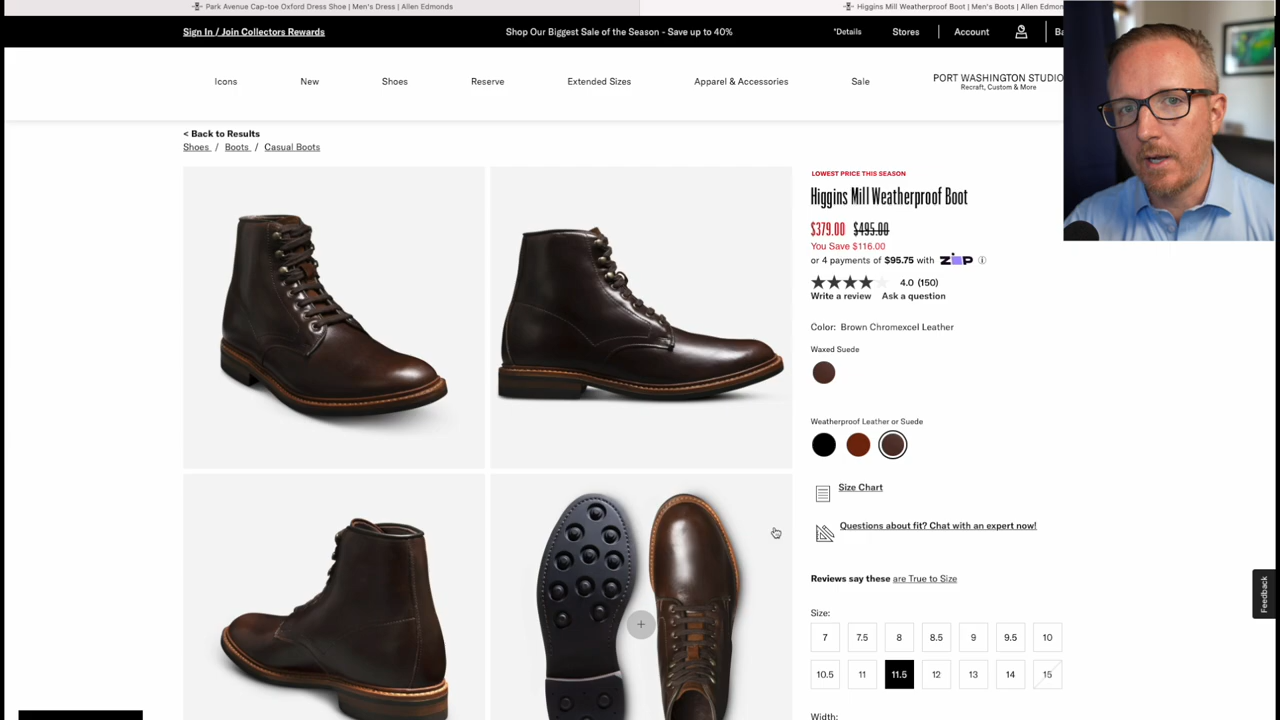 Park Avenue Cap-toe Oxford Dress Shoe | Men's Dress | Allen Edmonds
Higgins Mill Weatherproof Boot | Men's Boots | Allen Edmon
Sign In / Join Collectors Rewards
Shop Our Biggest Sale of the Season - Save up to 40%
*Details
Stores
Account
Ba
Icons
New
Shoes
Reserve
Extended Sizes
Apparel & Accessories
Sale
PORT WASHINGTON STUDIO
Recraft, Custom & More
< Back to Results
Shoes / Boots / Casual Boots
LOWEST PRICE THIS SEASON
Higgins Mill Weatherproof Boot
$379.00 $495.00
You Save $116.00
or 4 payments of $95.75 with ZIP
4.0 (150)
Write a review Ask a question
Color: Brown Chromexcel Leather
Waxed Suede
Weatherproof Leather or Suede
Size Chart
Questions about fit? Chat with an expert now!
Reviews say these are True to Size
Size:
7 7.5 8 8.5 9 9.5 10
10.5 11 11.5 12 13 14 15
Width:
Feedback